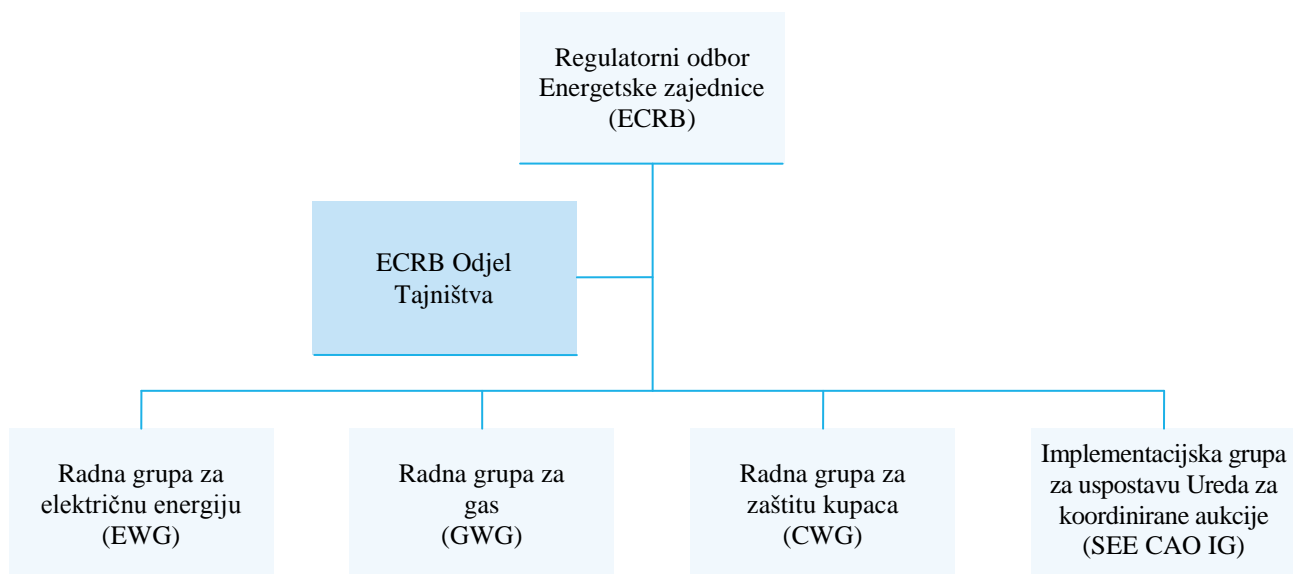 Regulatorni odbor
Energetske zajednice
(ECRB)
ECRB Odjel
Tajništva
Radna grupa za
električnu energiju
(EWG)
Radna grupa za
gas
(GWG)
Radna grupa za
zaštitu kupaca
(CWG)
Implementacijska grupa
za uspostavu Ureda za
koordinirane aukcije
(SEE CAO IG)